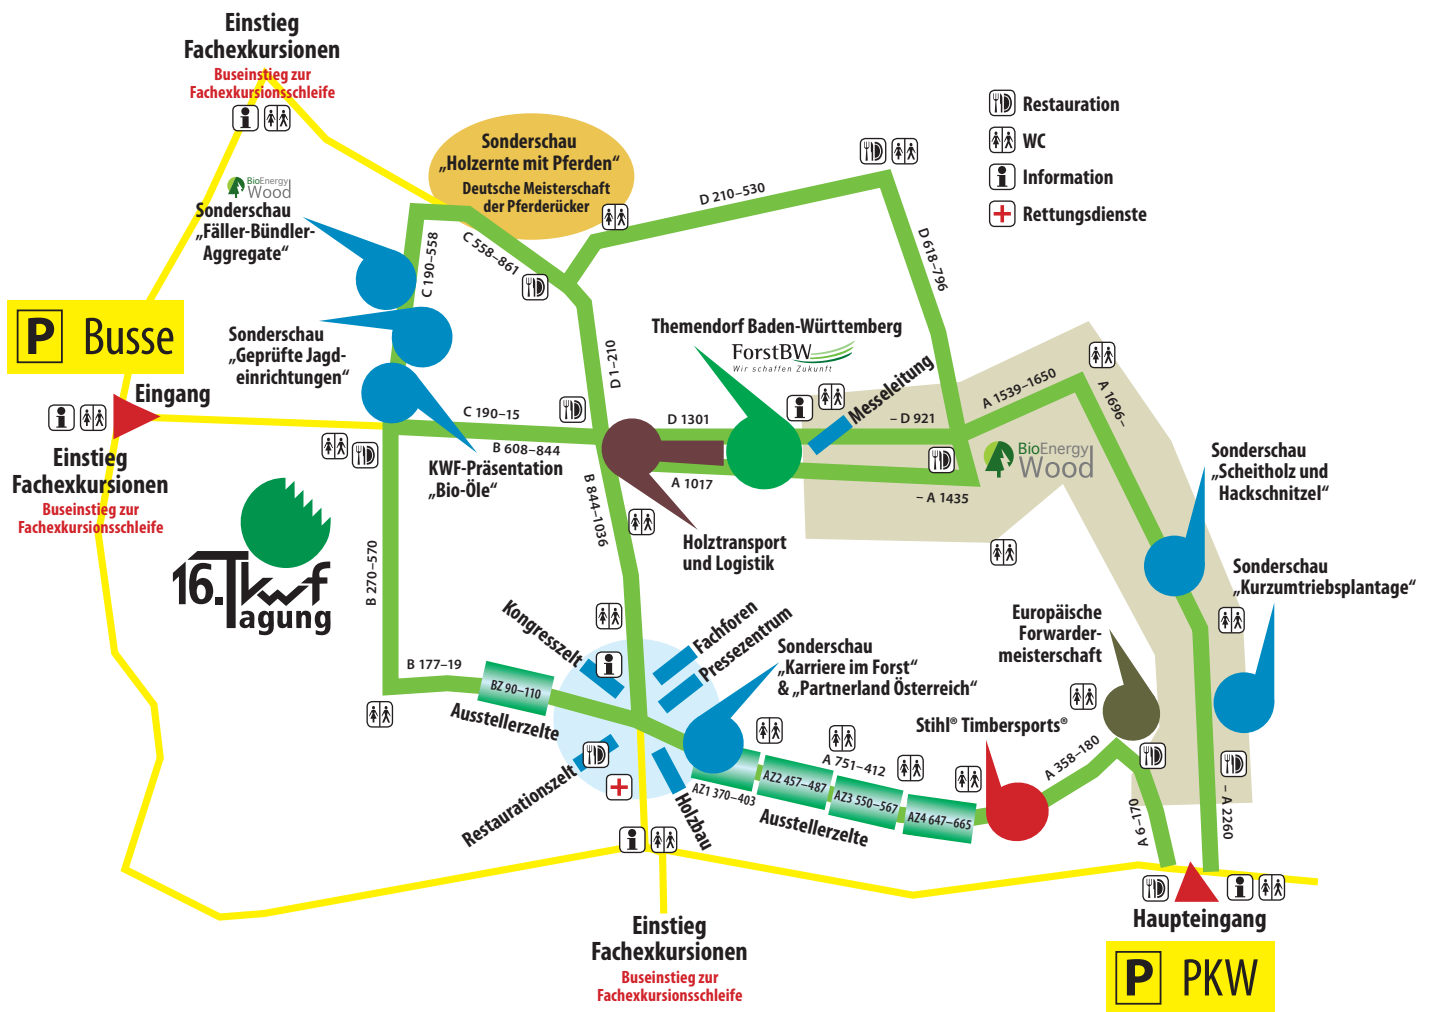 Einstieg
Fachexkursionen
Buseinstieg zur
Fachexkursionsschleife
BioEnergy
Wood
Sonderschau
„Fäller-Bündler-
Aggregate“
Sonderschau
„Holzernte mit Pferden“
Deutsche Meisterschaft
der Pferderücker
Restauration
WC
Information
Rettungsdienste
D 210–530
D 618–796
C 190–558
C 558–861
P Busse
Eingang
Einstieg
Fachexkursionen
Buseinstieg zur
Fachexkursionsschleife
Sonderschau
„Geprüfte Jagd-
einrichtungen“
D 1–210
Themendorf Baden-Württemberg
ForstBW
Wir schaffen Zukunft
Messeleitung
A 1539–1650
A 1696–
C 190–15
B 608–844
D 1301
– D 921
A 1017
– A 1435
KWF-Präsentation
„Bio-Öle“
B 844–1036
Holztransport
und Logistik
BioEnergy
Wood
Sonderschau
„Scheitholz und
Hackschnitzel“
Sonderschau
„Kurzumtriebsplantage“
16. kwf
Tagung
B 270–570
B 177–19
BZ 90–110
Ausstellerzelte
Kongresszelt
Fachforen
Pressezentrum
Sonderschau
„Karriere im Forst“
& „Partnerland Österreich“
Restaurationszelt
Holzbau
AZ1 370–403
AZ2 457–487
AZ3 550–567
AZ4 647–665
A 751–412
Ausstellerzelte
Stihl® Timbersports®
Europäische
Forwarder-
meisterschaft
A 358–180
A 6–170
– A 2260
Haupteingang
P PKW
Einstieg
Fachexkursionen
Buseinstieg zur
Fachexkursionsschleife